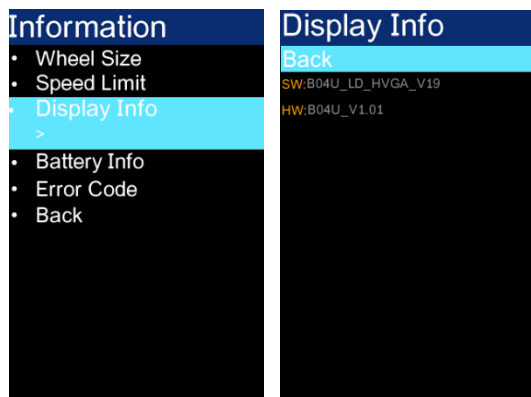 Information
• Wheel Size
• Speed Limit
• Display Info
>
• Battery Info
• Error Code
• Back
Display Info
Back
SW:B04U_LD_HVGA_V19
HW:B04U_V1.01